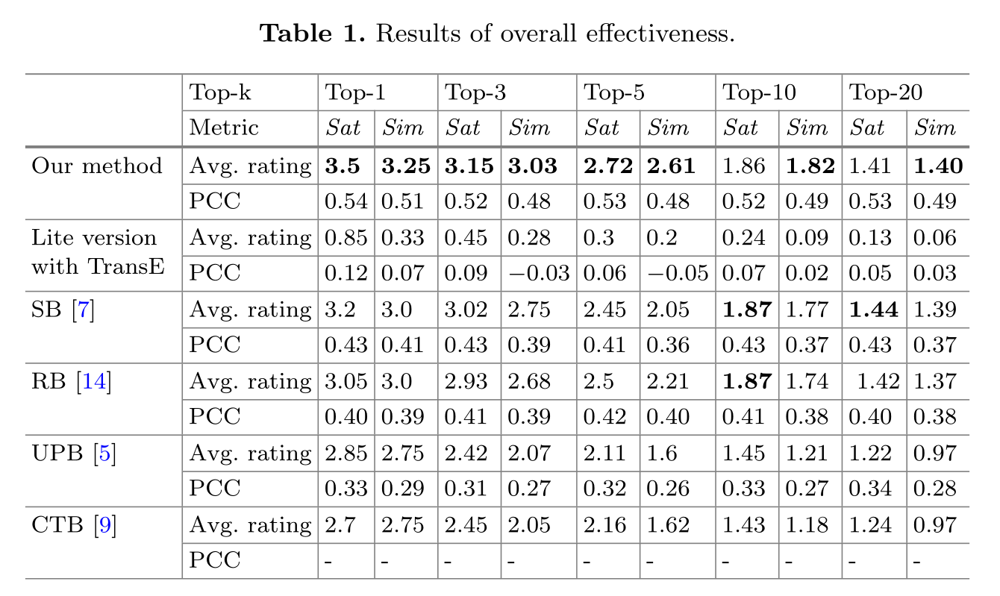 Table 1. Results of overall effectiveness.
Top-k Top-1 Top-3 Top-5 Top-10 Top-20
Metric Sat Sim Sat Sim Sat Sim Sat Sim Sat Sim
Our method Avg. rating 3.5 3.25 3.15 3.03 2.72 2.61 1.86 1.82 1.41 1.40
PCC 0.54 0.51 0.52 0.48 0.53 0.48 0.52 0.49 0.53 0.49
Lite version Avg. rating 0.85 0.33 0.45 0.28 0.3 0.2 0.24 0.09 0.13 0.06
with TransE PCC 0.12 0.07 0.09 −0.03 0.06 −0.05 0.07 0.02 0.05 0.03
SB [7] Avg. rating 3.2 3.0 3.02 2.75 2.45 2.05 1.87 1.77 1.44 1.39
PCC 0.43 0.41 0.43 0.39 0.41 0.36 0.43 0.37 0.43 0.37
RB [14] Avg. rating 3.05 3.0 2.93 2.68 2.5 2.21 1.87 1.74 1.42 1.37
PCC 0.40 0.39 0.41 0.39 0.42 0.40 0.41 0.38 0.40 0.38
UPB [5] Avg. rating 2.85 2.75 2.42 2.07 2.11 1.6 1.45 1.21 1.22 0.97
PCC 0.33 0.29 0.31 0.27 0.32 0.26 0.33 0.27 0.34 0.28
CTB [9] Avg. rating 2.7 2.75 2.45 2.05 2.16 1.62 1.43 1.18 1.24 0.97
PCC - - - - - - - - - -